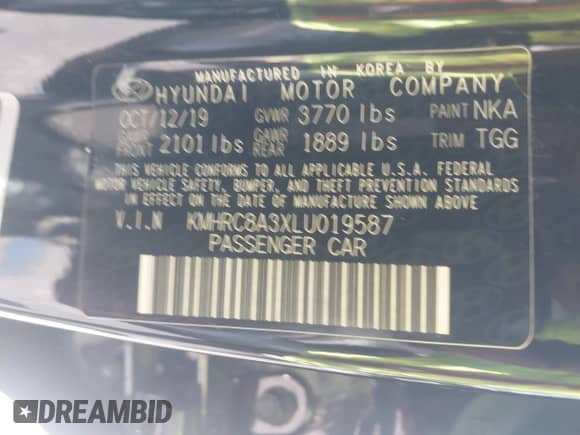 MANUFACTURED IN KOREA BY
HYUNDAI MOTOR COMPANY
OCT/12/19 GVWR 3770 lbs PAINT NKA
GAWR FRONT 2101 lbs GAWR REAR 1889 lbs TRIM TGG
THIS VEHICLE CONFORMS TO ALL APPLICABLE U.S.A. FEDERAL
MOTOR VEHICLE SAFETY, BUMPER, AND THEFT PREVENTION
STANDARDS IN EFFECT ON THE DATE OF MANUFACTURE
SHOWN ABOVE.
V.I.N KMHRC8A3XLU019587
PASSENGER CAR
DREAMBID